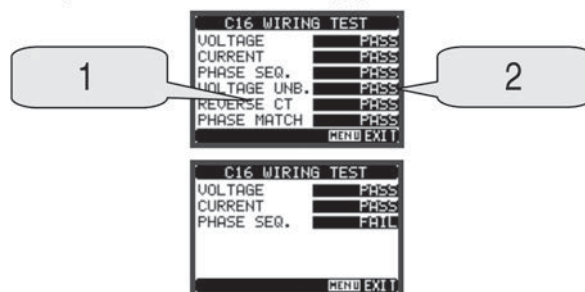 C16 WIRING TEST
VOLTAGE PASS
CURRENT PASS
PHASE SEQ. PASS
VOLTAGE UNB. PASS
REVERSE CT PASS
PHASE MATCH PASS
MENU EXIT
1
2
C16 WIRING TEST
VOLTAGE PASS
CURRENT PASS
PHASE SEQ. FAIL
MENU EXIT